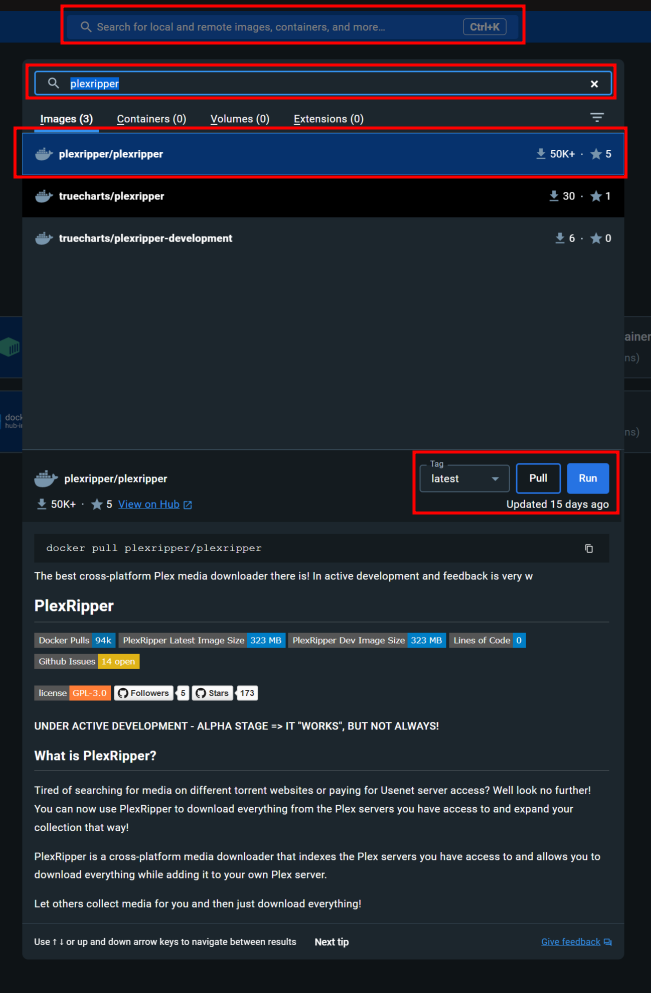 Search for local and remote images, containers, and more... Ctrl+K
plexripper
Images (3) Containers (0) Volumes (0) Extensions (0)
plexripper/plexripper 50K+ · 5
truecharts/plexripper 30 · 1
truecharts/plexripper-development 6 · 0
ainer
ns)
dock
hub-
ns)
Tag
plexripper/plexripper latest Pull Run
50K+ · 5 View on Hub Updated 15 days ago
docker pull plexripper/plexripper
The best cross-platform Plex media downloader there is! In active development and feedback is very w
PlexRipper
Docker Pulls 94k PlexRipper Latest Image Size 323 MB PlexRipper Dev Image Size 323 MB Lines of Code 0
Github Issues 14 open
license GPL-3.0 Followers 5 Stars 173
UNDER ACTIVE DEVELOPMENT - ALPHA STAGE => IT "WORKS", BUT NOT ALWAYS!
What is PlexRipper?
Tired of searching for media on different torrent websites or paying for Usenet server access? Well look no further!
You can now use PlexRipper to download everything from the Plex servers you have access to and expand your
collection that way!
PlexRipper is a cross-platform media downloader that indexes the Plex servers you have access to and allows you to
download everything while adding it to your own Plex server.
Let others collect media for you and then just download everything!
Use ↑ ↓ or up and down arrow keys to navigate between results Next tip Give feedback